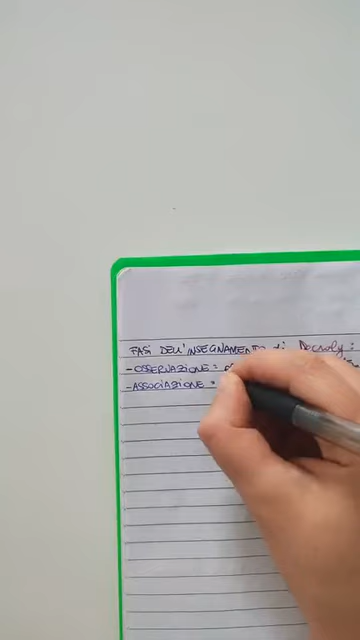 FASi DELL'INSEGNAMENTO di Decroly:
-OSSERVAZIONE:
-ASSOCIAZIONE =